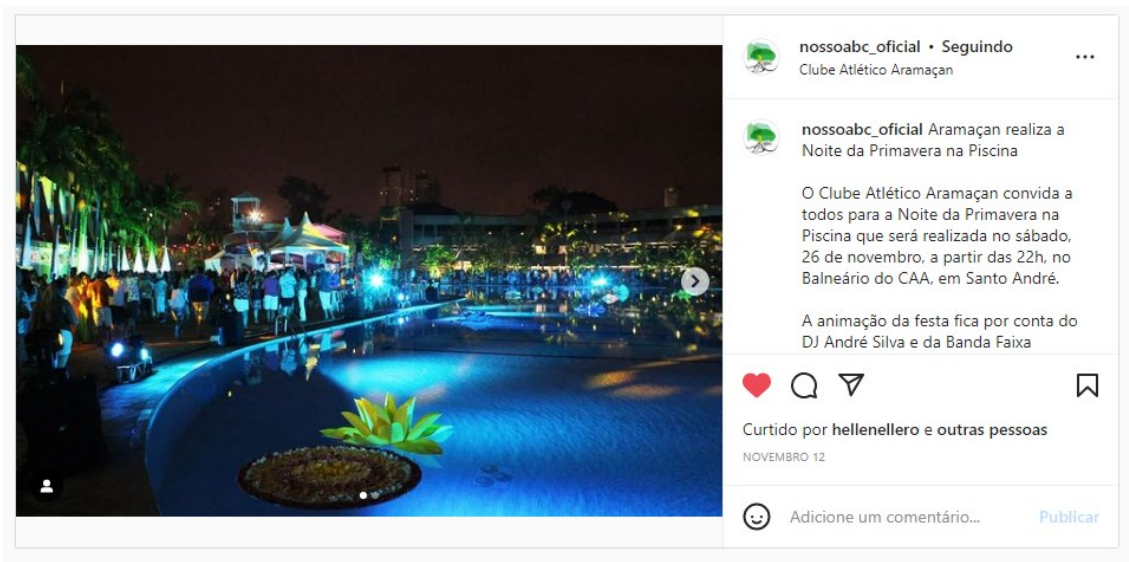 nossoabc_oficial • Seguindo
Clube Atlético Aramaçan
nossoabc_oficial Aramaçan realiza a
Noite da Primavera na Piscina
O Clube Atlético Aramaçan convida a
todos para a Noite da Primavera na
Piscina que será realizada no sábado,
26 de novembro, a partir das 22h, no
Balneário do CAA, em Santo André.
A animação da festa fica por conta do
DJ André Silva e da Banda Faixa
Curtido por hellenellero e outras pessoas
NOVEMBRO 12
Adicione um comentário... Publicar